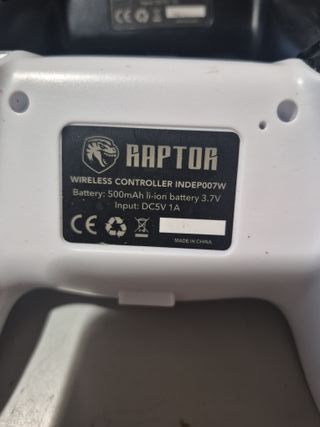 RAPTOR
WIRELESS CONTROLLER INDEP007W
Battery: 500mAh li-ion battery 3.7V
Input: DC5V 1A
CE
MADE IN CHINA